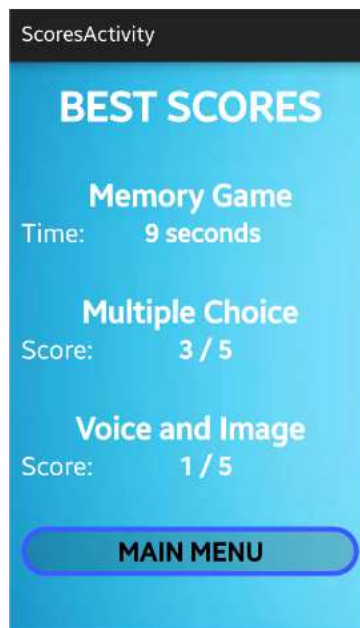 ScoresActivity
BEST SCORES
Memory Game
Time: 9 seconds
Multiple Choice
Score: 3 / 5
Voice and Image
Score: 1 / 5
MAIN MENU